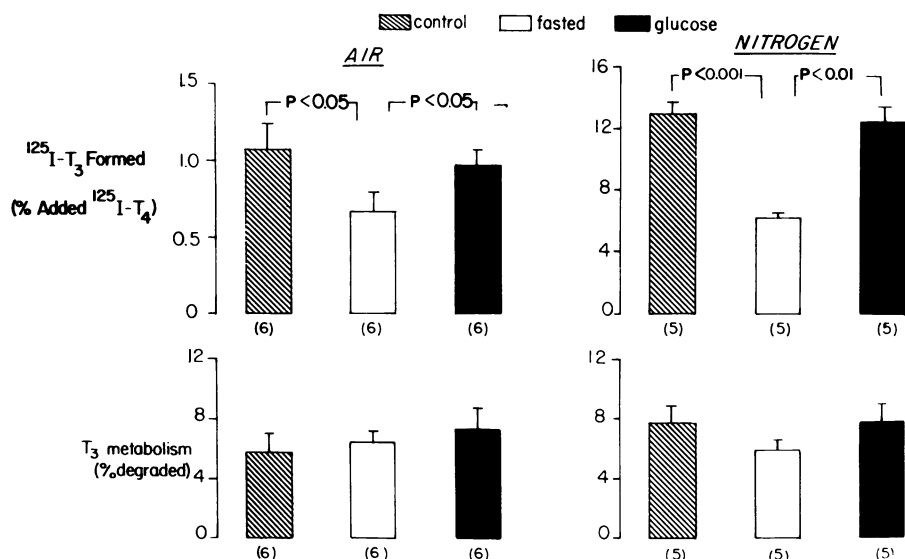 control fasted glucose
AIR
NITROGEN
1.5
1.0
0.5
0
P<0.05 P<0.05
16
12
8
4
0
P<0.001 P<0.01
125I-T3 Formed
(% Added 125I-T4)
(6) (6) (6)
(5) (5) (5)
12
8
4
0
12
8
4
0
T3 metabolism
(% degraded)
(6) (6) (6)
(5) (5) (5)